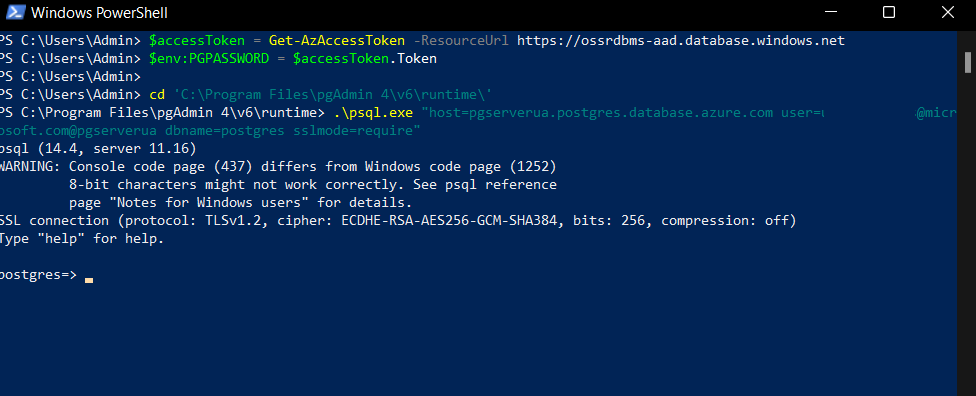 Windows PowerShell
PS C:\Users\Admin> $accessToken = Get-AzAccessToken -ResourceUrl https://ossrdbms-aad.database.windows.net
PS C:\Users\Admin> $env:PGPASSWORD = $accessToken.Token
PS C:\Users\Admin>
PS C:\Users\Admin> cd 'C:\Program Files\pgAdmin 4\v6\runtime\'
PS C:\Program Files\pgAdmin 4\v6\runtime> .\psql.exe "host=pgserverua.postgres.database.azure.com user= @micr
osoft.com@pgserverua dbname=postgres sslmode=require"
psql (14.4, server 11.16)
WARNING: Console code page (437) differs from Windows code page (1252)
8-bit characters might not work correctly. See psql reference
page "Notes for Windows users" for details.
SSL connection (protocol: TLSv1.2, cipher: ECDHE-RSA-AES256-GCM-SHA384, bits: 256, compression: off)
Type "help" for help.
postgres=>